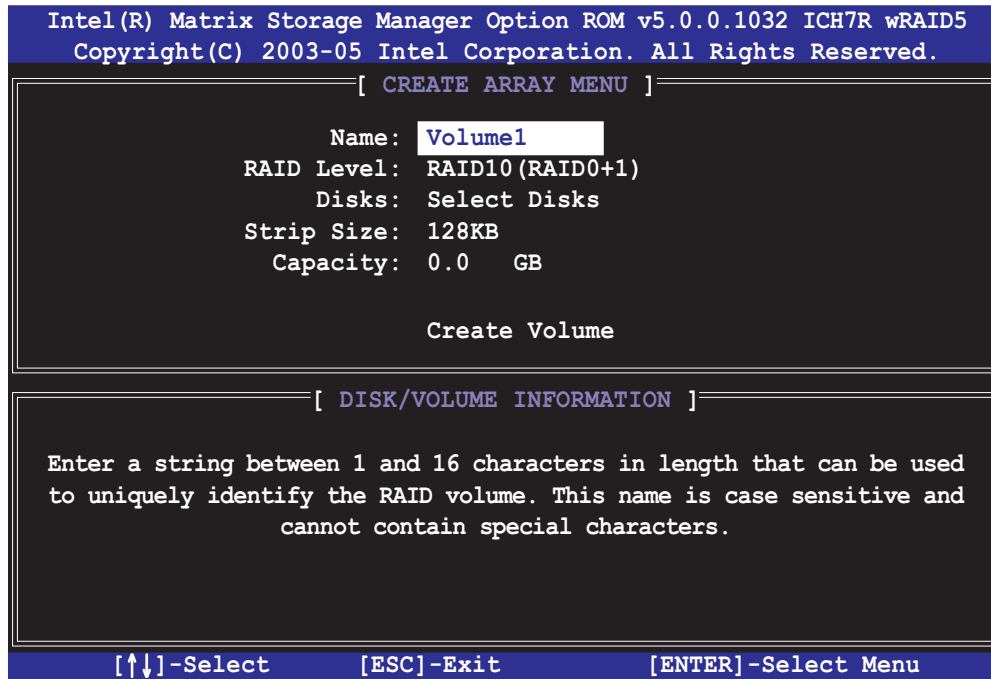 Intel(R) Matrix Storage Manager Option ROM v5.0.0.1032 ICH7R wRAID5
Copyright(C) 2003-05 Intel Corporation. All Rights Reserved.
[ CREATE ARRAY MENU ]
Name: Volume1
RAID Level: RAID10(RAID0+1)
Disks: Select Disks
Strip Size: 128KB
Capacity: 0.0 GB
Create Volume
[ DISK/VOLUME INFORMATION ]
Enter a string between 1 and 16 characters in length that can be used
to uniquely identify the RAID volume. This name is case sensitive and
cannot contain special characters.
[↑↓]-Select [ESC]-Exit [ENTER]-Select Menu